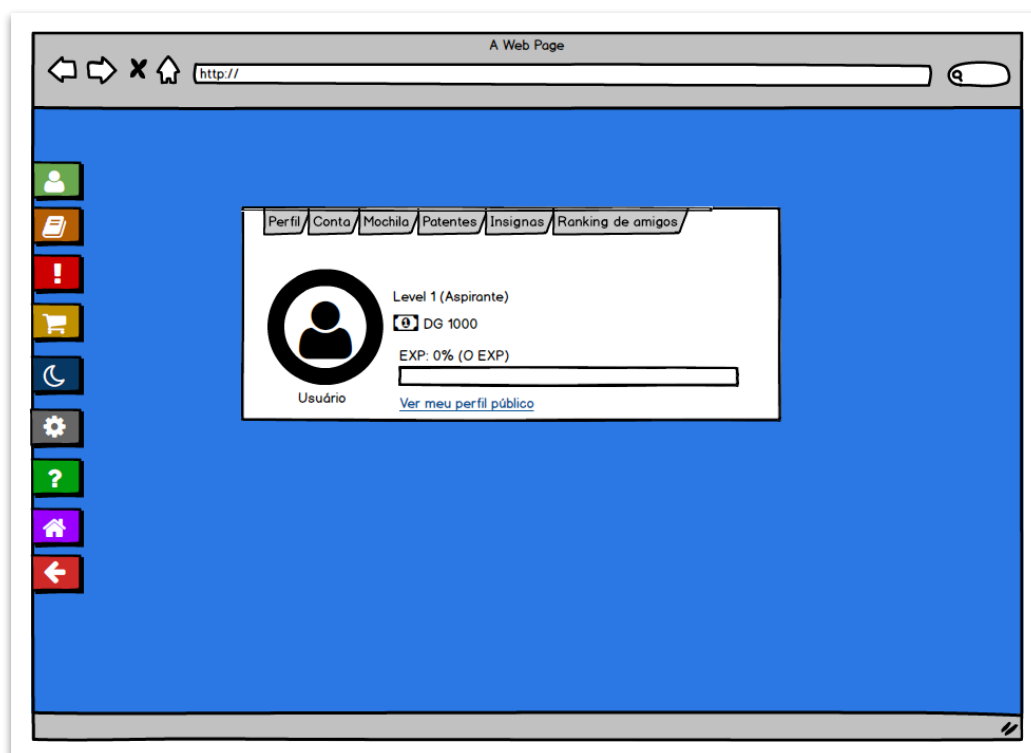 A Web Page
http://
Perfil Conta Mochila Patentes Insignas Ranking de amigos
Level 1 (Aspirante)
DG 1000
EXP: 0% (O EXP)
Usuário
Ver meu perfil público
!
?